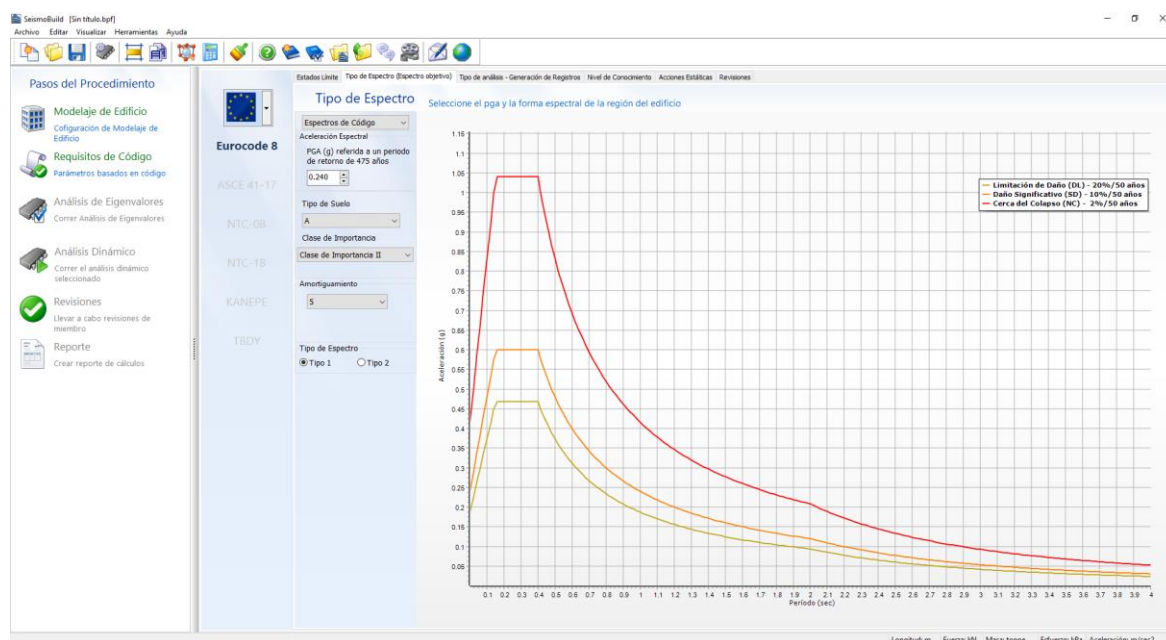 SeismoBuild [Sin título.bpf]
Archivo Editar Visualizar Herramientas Ayuda
Pasos del Procedimiento
Modelaje de Edificio
Cofiguración de Modelaje de
Edificio
Requisitos de Código
Parámetros basados en código
Análisis de Eigenvalores
Correr Análisis de Eigenvalores
Análisis Dinámico
Correr el análisis dinámico
seleccionado
Revisiones
Llevar a cabo revisiones de
miembro
Reporte
Crear reporte de cálculos
Eurocode 8
ASCE 41-17
NTC-08
NTC-18
KANEPE
TBDY
Estados Límite Tipo de Espectro (Espectro objetivo) Tipo de análisis - Generación de Registros Nivel de Conocimiento Acciones Estáticas Revisiones
Tipo de Espectro
Espectros de Código
Aceleración Espectral
PGA (g) referida a un periodo
de retorno de 475 años
0.240
Tipo de Suelo
A
Clase de Importancia
Clase de Importancia II
Amortiguamiento
5
Tipo de Espectro
Tipo 1 Tipo 2
Seleccione el pga y la forma espectral de la región del edificio
Limitación de Daño (DL) - 20%/50 años
Daño Significativo (SD) - 10%/50 años
Cerca del Colapso (NC) - 2%/50 años
Aceleración (g)
1.15
1.1
1.05
1
0.95
0.9
0.85
0.8
0.75
0.7
0.65
0.6
0.55
0.5
0.45
0.4
0.35
0.3
0.25
0.2
0.15
0.1
0.05
0.1 0.2 0.3 0.4 0.5 0.6 0.7 0.8 0.9 1 1.1 1.2 1.3 1.4 1.5 1.6 1.7 1.8 1.9 2 2.1 2.2 2.3 2.4 2.5 2.6 2.7 2.8 2.9 3 3.1 3.2 3.3 3.4 3.5 3.6 3.7 3.8 3.9 4
Período (sec)
Longitud: m Fuerza: kN Masa: tonne Esfuerzo: kPa Aceleración: m/sec2